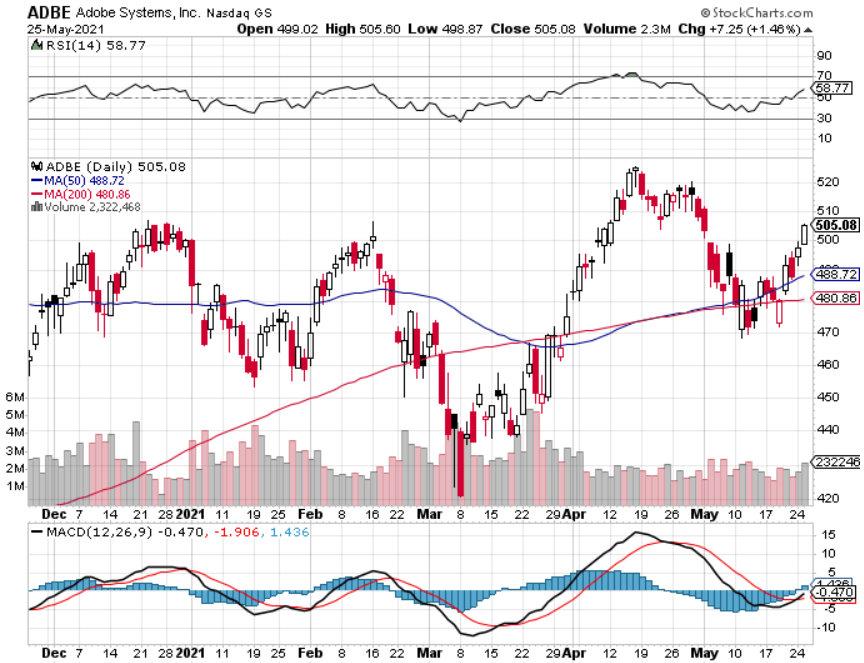 ADBE Adobe Systems, Inc. Nasdaq GS © StockCharts.com
25-May-2021 Open 499.02 High 505.60 Low 498.87 Close 505.08 Volume 2.3M Chg +7.25 (+1.46%)
RSI(14) 58.77
90
70
58.77
50
30
10
ADBE (Daily) 505.08
MA(50) 488.72
MA(200) 480.86
Volume 2,322,468
520
510
505.08
500
488.72
480.86
470
460
450
6M
5M
4M 440
3M
2M
232246
1M
420
Dec 7 14 21 28 2021 11 19 25 Feb 8 16 22 Mar 8 15 22 29 Apr 12 19 26 May 10 17 24
MACD(12,26,9) -0.470, -1.906, 1.436
15
10
5
1.436
-0.470
-5
-10
Dec 7 14 21 28 2021 11 19 25 Feb 8 16 22 Mar 8 15 22 29 Apr 12 19 26 May 10 17 24